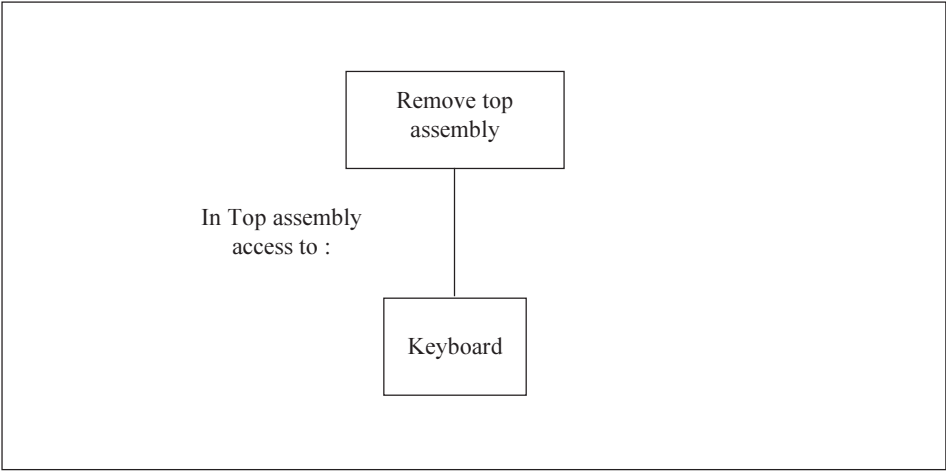 Remove top
assembly
In Top assembly
access to :
Keyboard